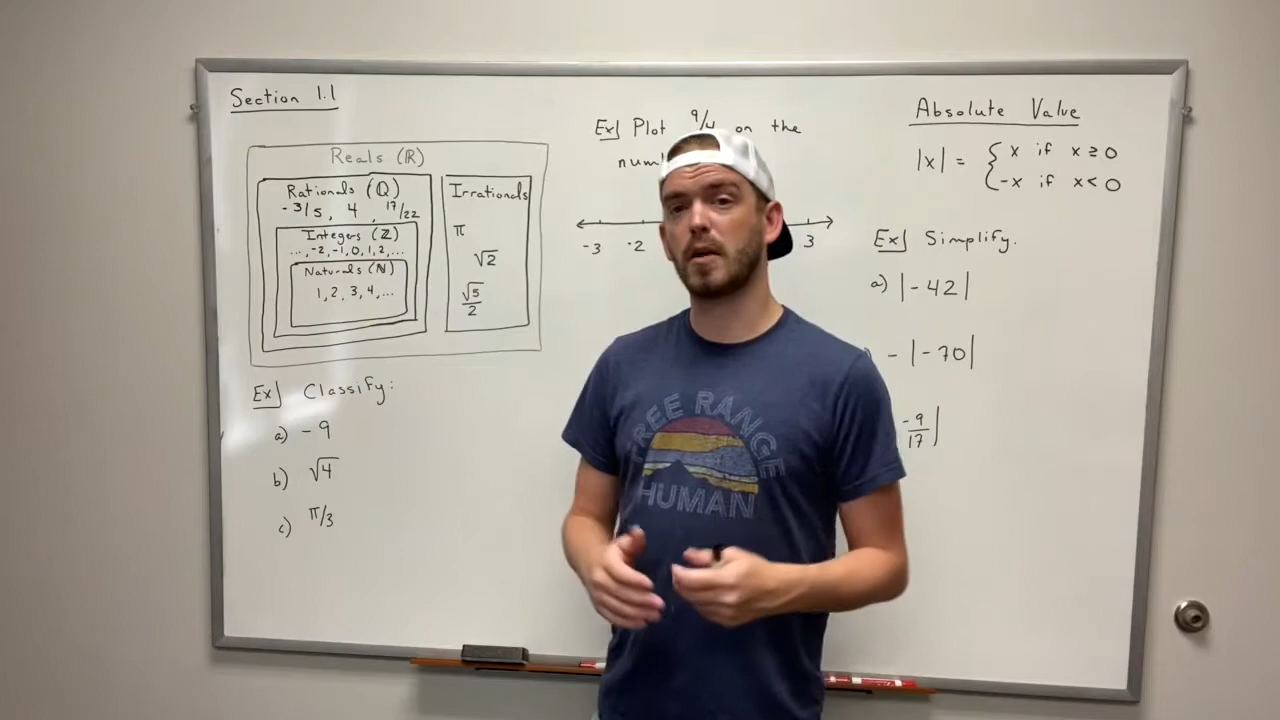 Section 1.1
Reals (ℝ)
Rationals (ℚ)
-3/5, 4, 17/22
Integers (ℤ)
..., -2, -1, 0, 1, 2, ...
Naturals (ℕ)
1, 2, 3, 4, ...
Irrationals
π
√2
√5/2
Ex] Classify:
a) -9
b) √4
c) π/3
Ex] Plot 9/4 on the
-3 -2 3
FREE RANGE
HUMAN
Absolute Value
|x| = { x if x ≥ 0
-x if x < 0
Ex] Simplify.
a) |-42|
) -|-70|
-9/17|